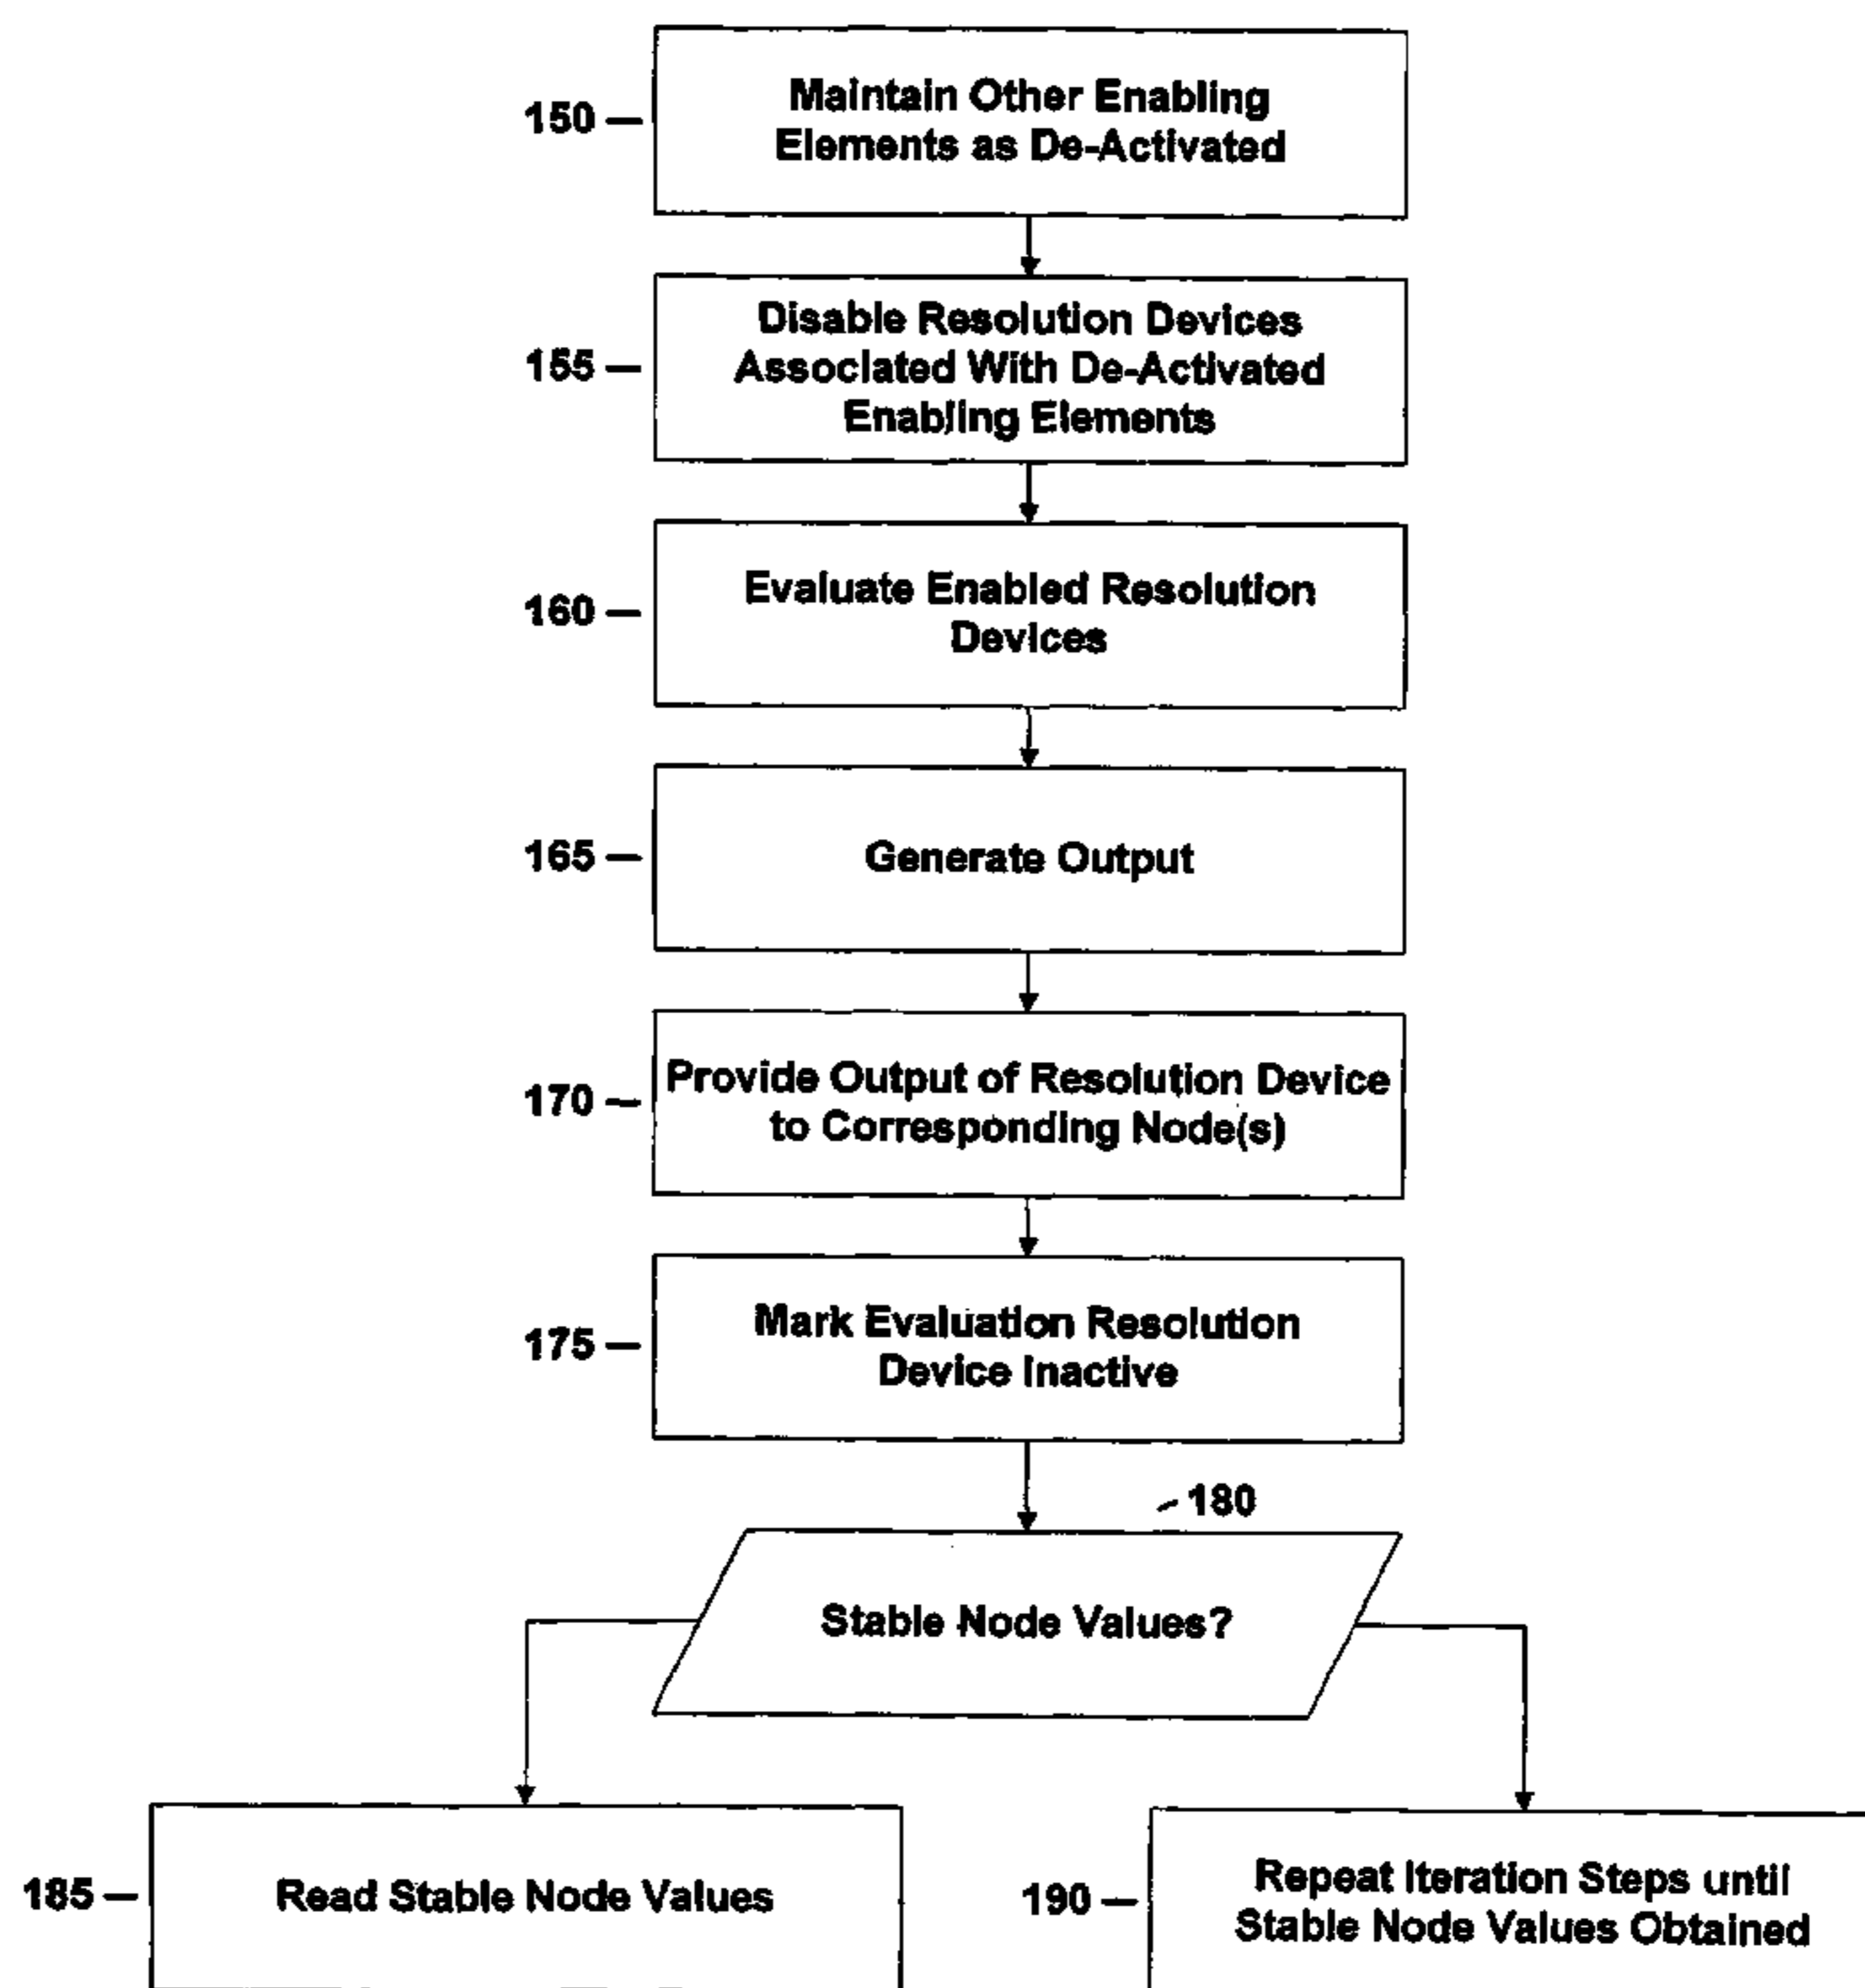 150
Maintain Other Enabling
Elements as De-Activated
155
Disable Resolution Devices
Associated With De-Activated
Enabling Elements
160
Evaluate Enabled Resolution
Devices
165
Generate Output
170
Provide Output of Resolution Device
to Corresponding Node(s)
175
Mark Evaluation Resolution
Device Inactive
180
Stable Node Values?
185
Read Stable Node Values
190
Repeat Iteration Steps until
Stable Node Values Obtained